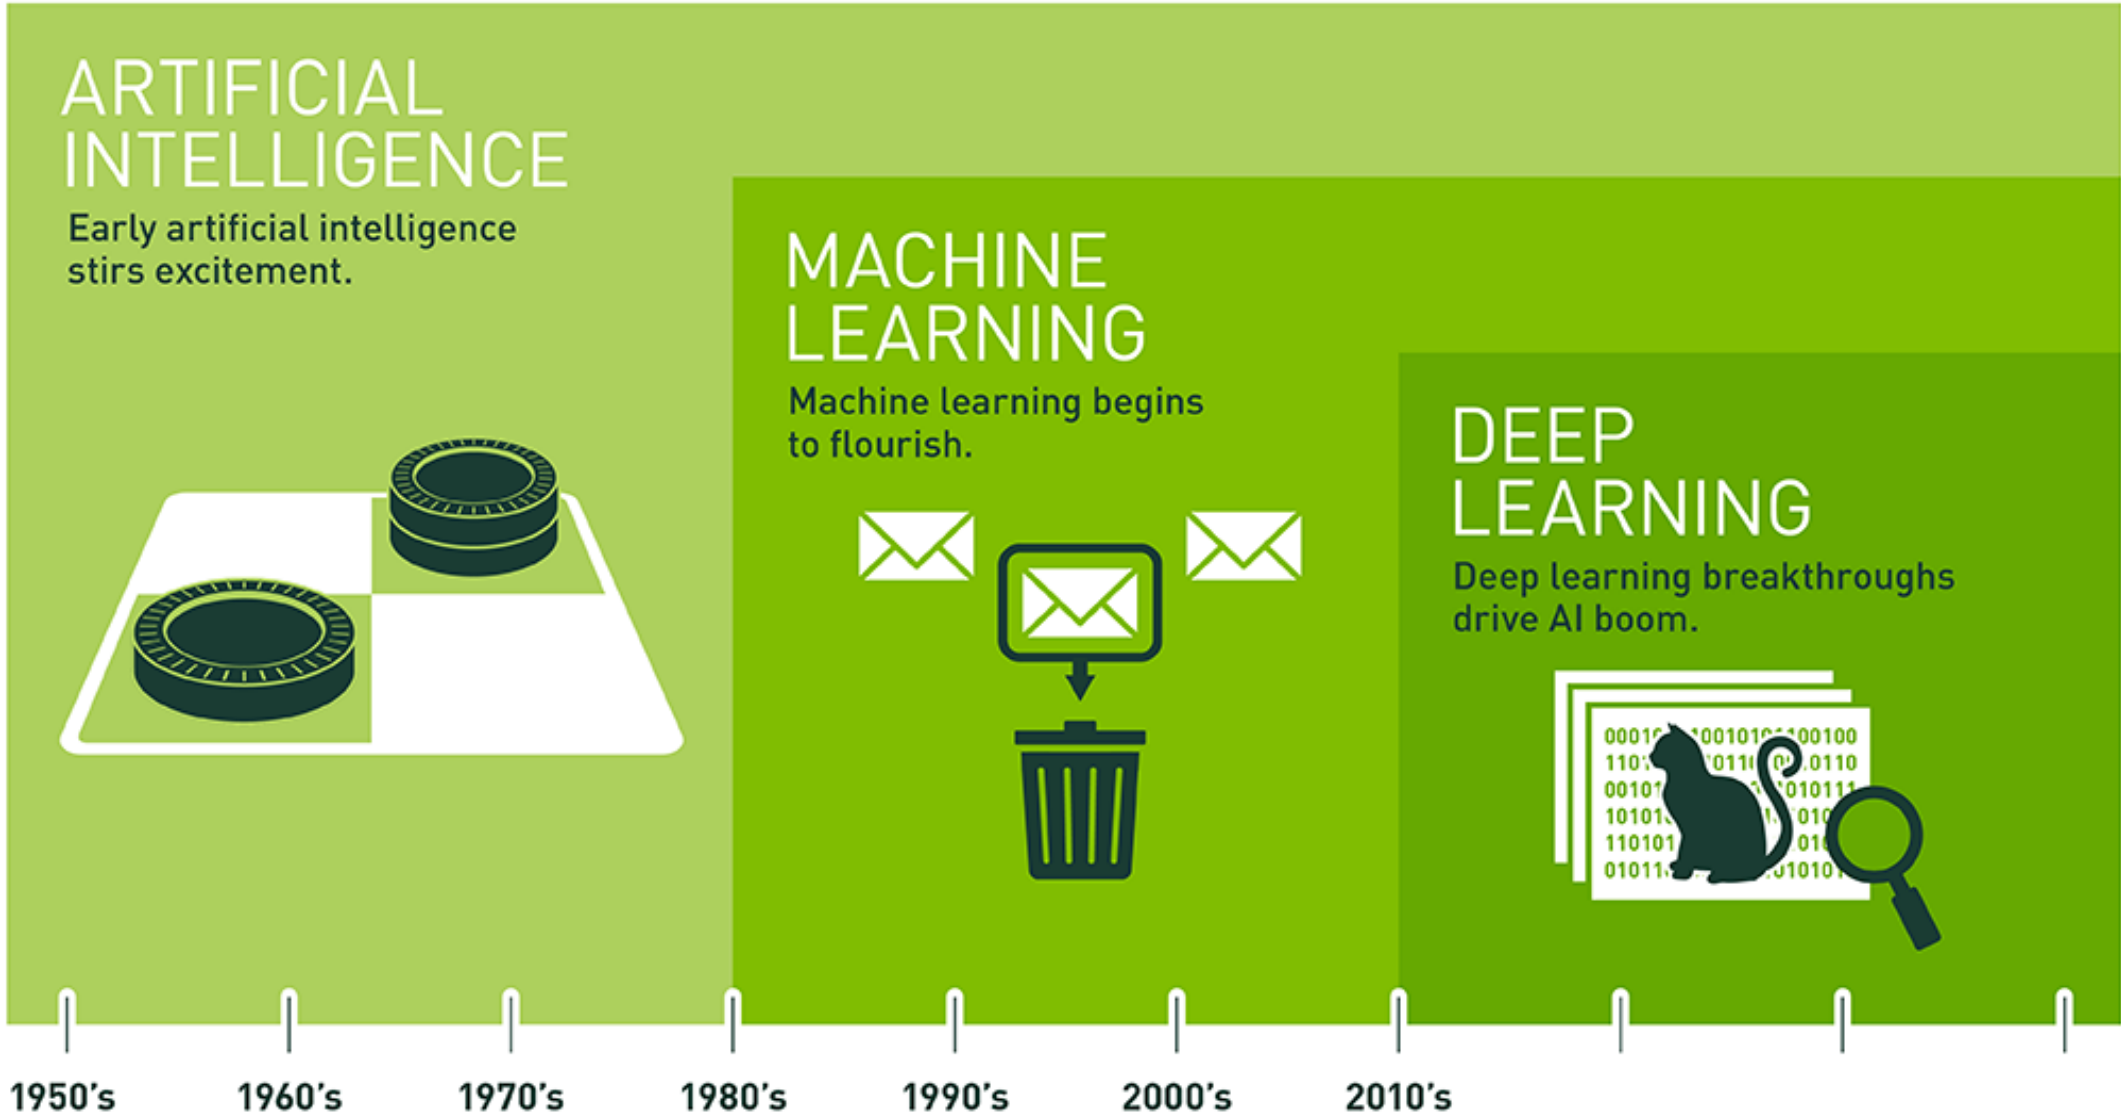 ARTIFICIAL
INTELLIGENCE
Early artificial intelligence
stirs excitement.
MACHINE
LEARNING
Machine learning begins
to flourish.
DEEP
LEARNING
Deep learning breakthroughs
drive AI boom.
1950's 1960's 1970's 1980's 1990's 2000's 2010's